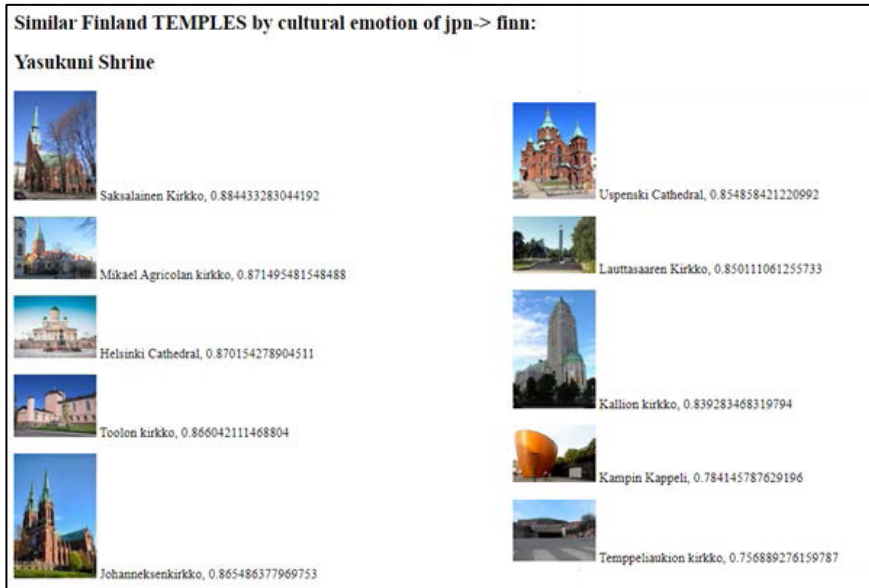 Similar Finland TEMPLES by cultural emotion of jpn-> finn:
Yasukuni Shrine
Saksalainen Kirkko, 0.884433283044192
Mikael Agricolan kirkko, 0.871495481548488
Helsinki Cathedral, 0.870154278904511
Toolon kirkko, 0.866042111468804
Johanneksenkirkko, 0.865486377969753
Uspenski Cathedral, 0.854858421220992
Lauttasaaren Kirkko, 0.850111061255733
Kallion kirkko, 0.839283468319794
Kampin Kappeli, 0.784145787629196
Temppeliaukion kirkko, 0.756889276159787